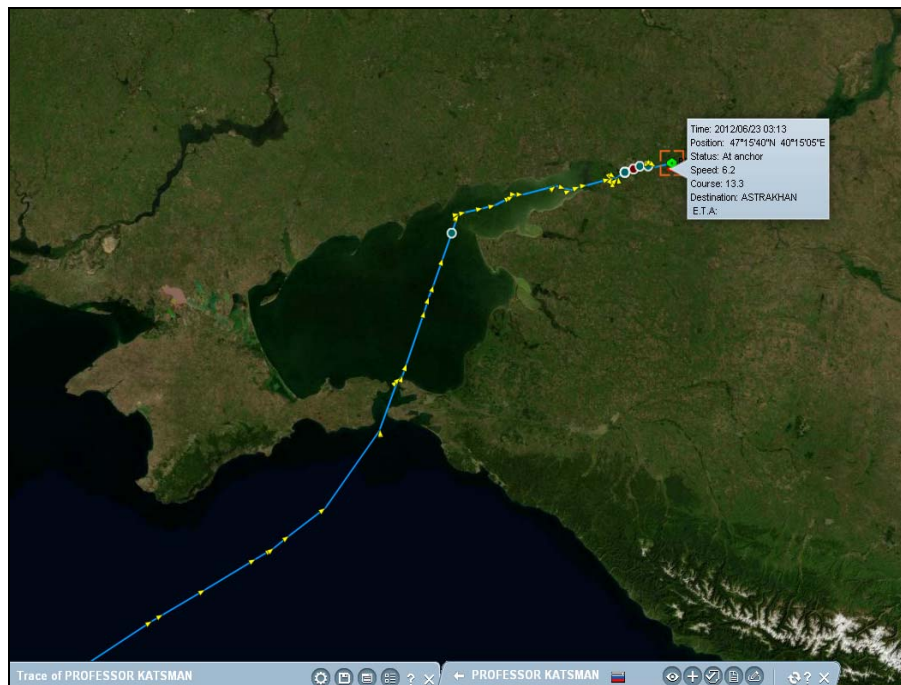 Time: 2012/06/23 03:13
Position: 47°15'40"N 40°15'05"E
Status: At anchor
Speed: 6.2
Course: 13.3
Destination: ASTRAKHAN
E.T.A:
Trace of PROFESSOR KATSMAN
? X
← PROFESSOR KATSMAN
? X